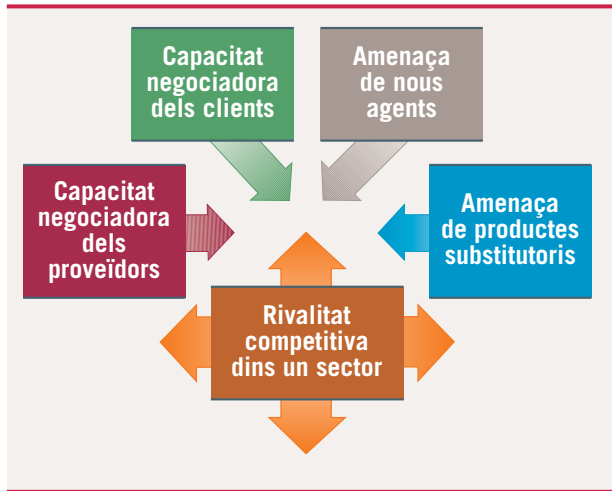 Capacitat
negociadora
dels clients
Amenaça
de nous
agents
Capacitat
negociadora
dels
proveïdors
Amenaça
de productes
substitutoris
Rivalitat
competitiva
dins un sector